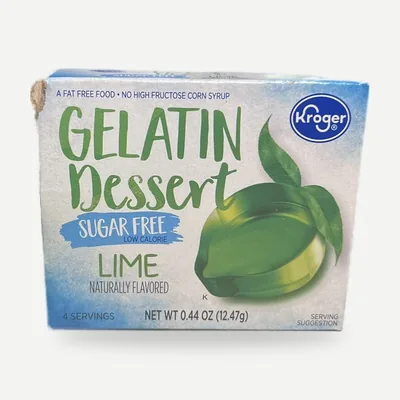 A FAT FREE FOOD • NO HIGH FRUCTOSE CORN SYRUP
Kroger®
GELATIN
Dessert
SUGAR FREE
LOW CALORIE
LIME
NATURALLY FLAVORED
K
4 SERVINGS
NET WT 0.44 OZ (12.47g)
SERVING
SUGGESTION